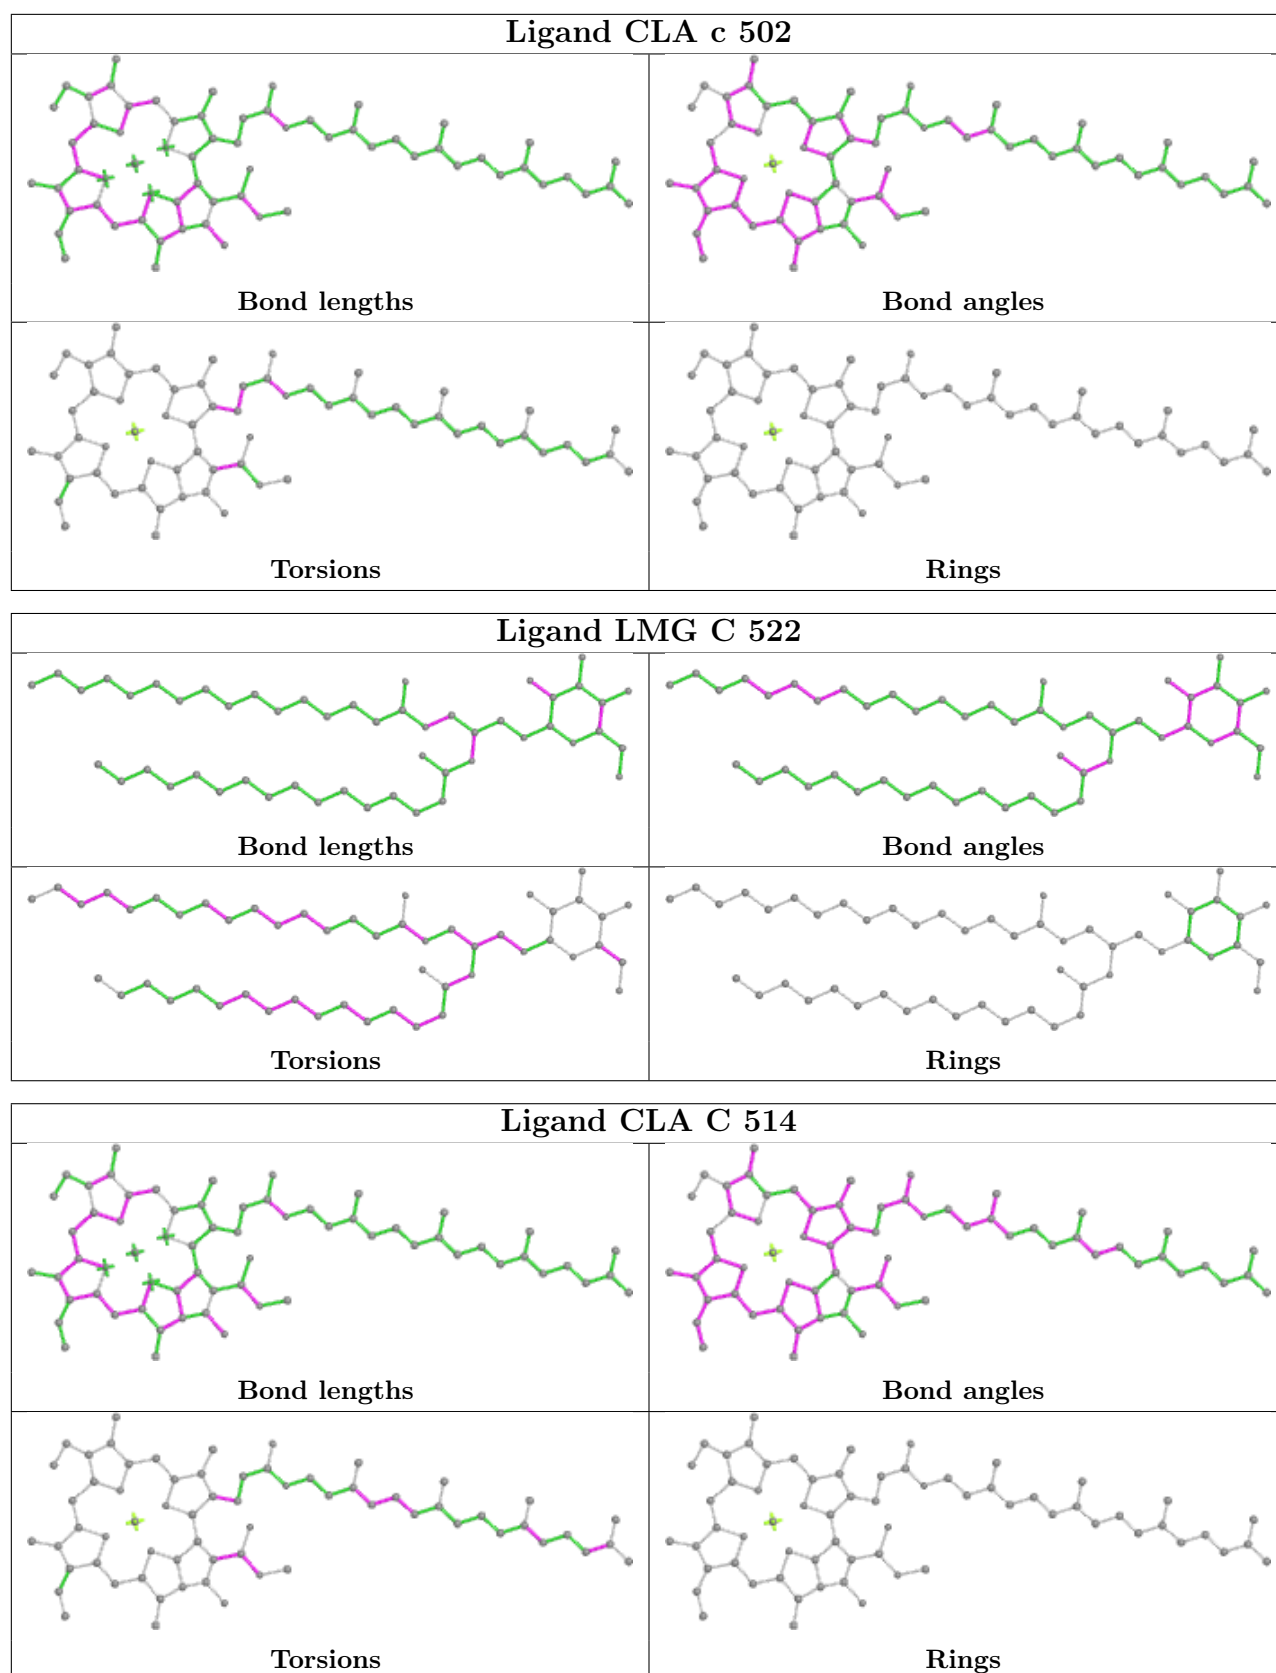 Ligand CLA c 502
Bond lengths
Bond angles
Torsions
Rings
Ligand LMG C 522
Bond lengths
Bond angles
Torsions
Rings
Ligand CLA C 514
Bond lengths
Bond angles
Torsions
Rings